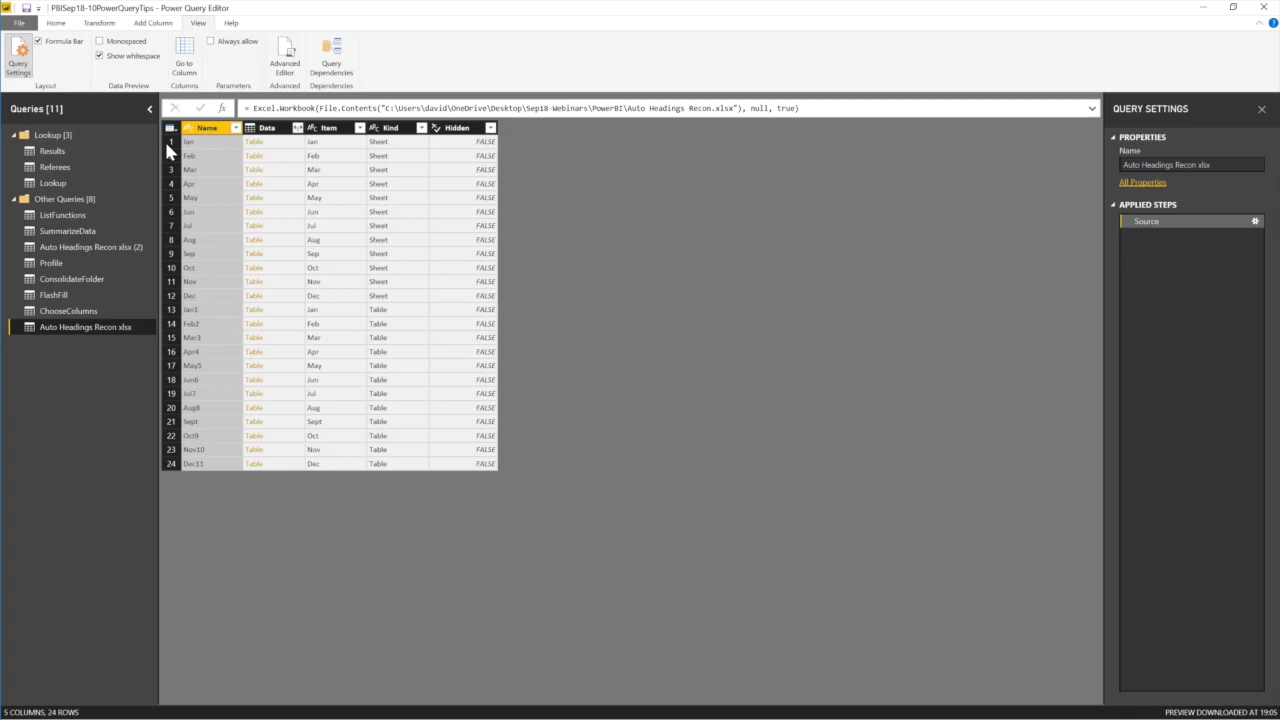 PBISep18-10PowerQueryTips - Power Query Editor
File Home Transform Add Column View Help
Query Settings
Formula Bar
Monospaced
Show whitespace
Go to Column
Always allow
Advanced Editor
Query Dependencies
Layout Data Preview Columns Parameters Advanced Dependencies
Queries [11]
Lookup [3]
Results
Referees
Lookup
Other Queries [8]
ListFunctions
SummarizeData
Auto Headings Recon xlsx (2)
Profile
ConsolidateFolder
FlashFill
ChooseColumns
Auto Headings Recon xlsx
= Excel.Workbook(File.Contents("C:\Users\david\OneDrive\Desktop\Sep18-Webinars\PowerBI\Auto Headings Recon.xlsx"), null, true)
Name Data Item Kind Hidden
1 Jan Table Jan Sheet FALSE
Feb Table Feb Sheet FALSE
3 Mar Table Mar Sheet FALSE
4 Apr Table Apr Sheet FALSE
5 May Table May Sheet FALSE
6 Jun Table Jun Sheet FALSE
7 Jul Table Jul Sheet FALSE
8 Aug Table Aug Sheet FALSE
9 Sep Table Sep Sheet FALSE
10 Oct Table Oct Sheet FALSE
11 Nov Table Nov Sheet FALSE
12 Dec Table Dec Sheet FALSE
13 Jan1 Table Jan Table FALSE
14 Feb2 Table Feb Table FALSE
15 Mar3 Table Mar Table FALSE
16 Apr4 Table Apr Table FALSE
17 May5 Table May Table FALSE
18 Jun6 Table Jun Table FALSE
19 Jul7 Table Jul Table FALSE
20 Aug8 Table Aug Table FALSE
21 Sept Table Sept Table FALSE
22 Oct9 Table Oct Table FALSE
23 Nov10 Table Nov Table FALSE
24 Dec11 Table Dec Table FALSE
QUERY SETTINGS
PROPERTIES
Name
Auto Headings Recon xlsx
All Properties
APPLIED STEPS
Source
5 COLUMNS, 24 ROWS
PREVIEW DOWNLOADED AT 19:05